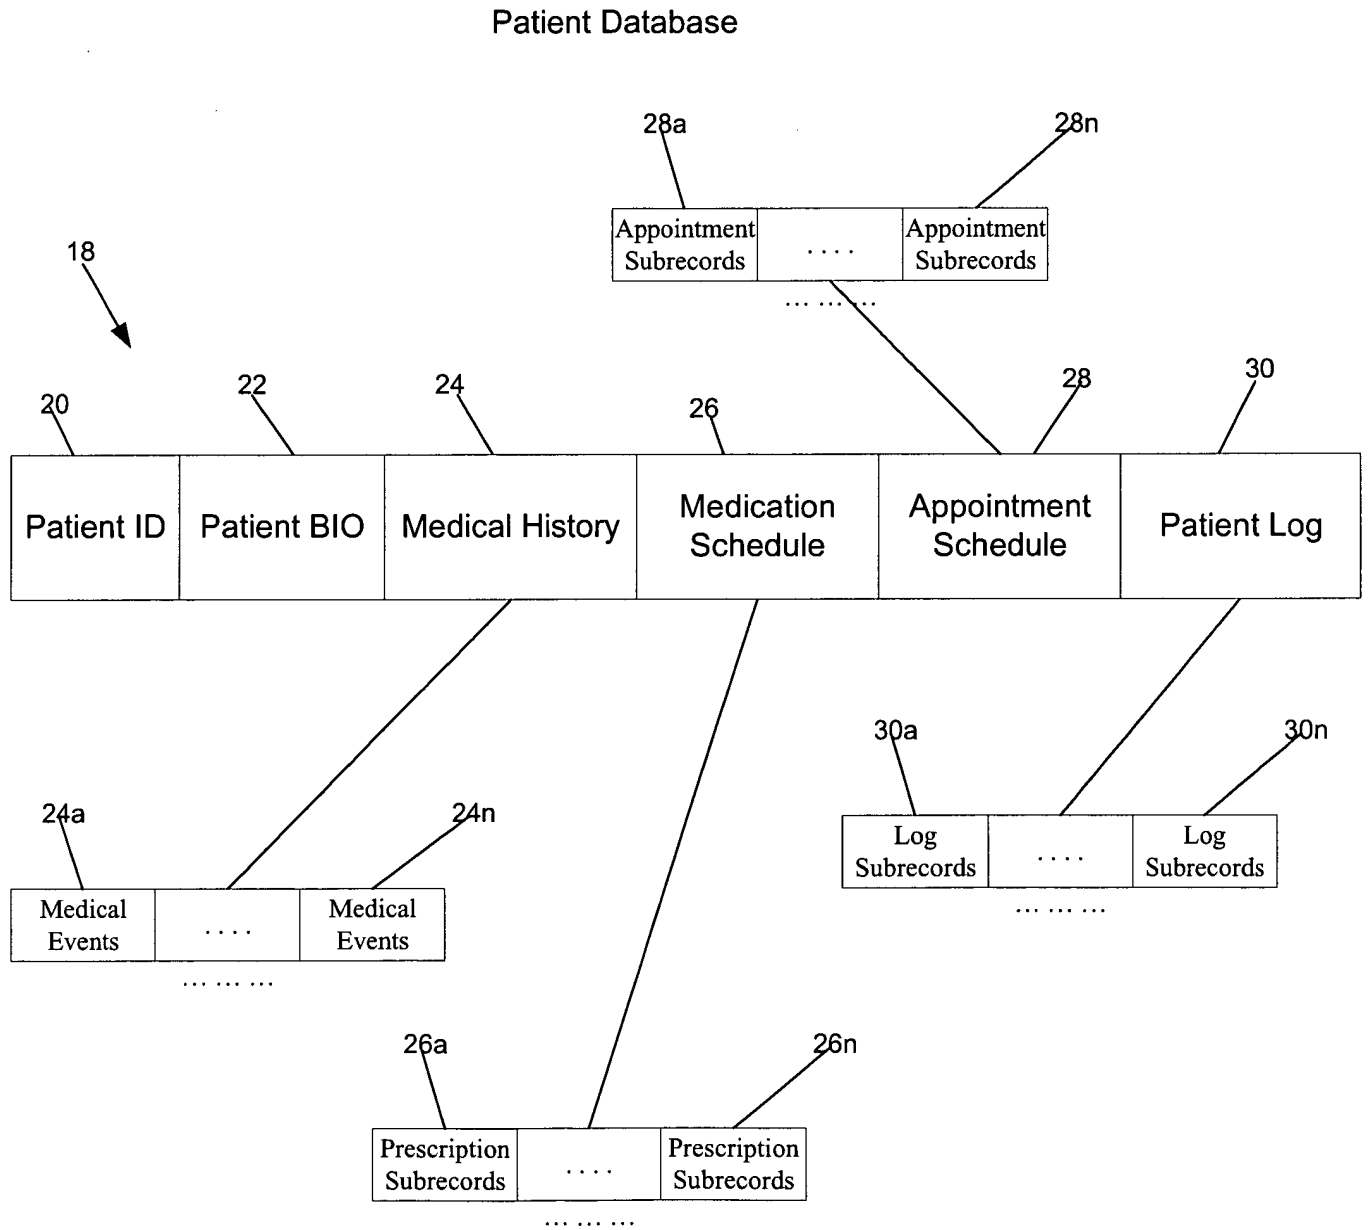 Patient Database
28a
28n
Appointment
Subrecords
. . . .
Appointment
Subrecords
... ... ...
18
20
22
24
26
28
30
Patient ID
Patient BIO
Medical History
Medication
Schedule
Appointment
Schedule
Patient Log
30a
30n
Log
Subrecords
. . . .
Log
Subrecords
... ... ...
24a
24n
Medical
Events
. . . .
Medical
Events
... ... ...
26a
26n
Prescription
Subrecords
. . . .
Prescription
Subrecords
... ... ...